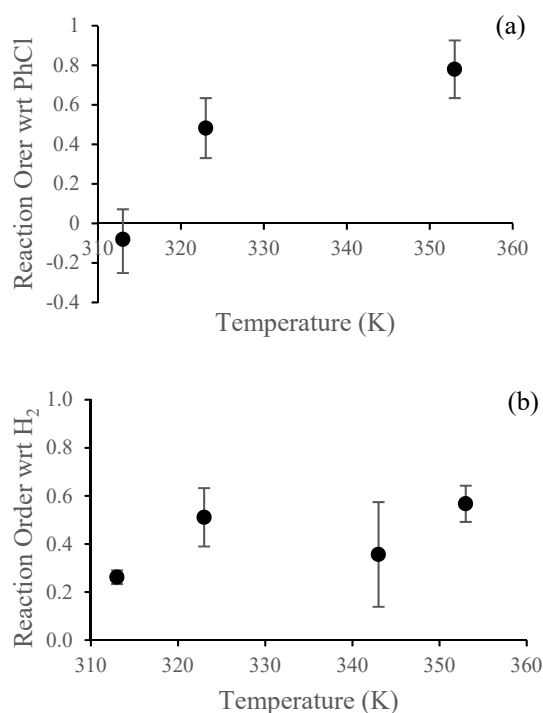 (a)
Reaction Orer wrt PhCl
1
0.8
0.6
0.4
0.2
0
-0.2
-0.4
310 320 330 340 350 360
Temperature (K)
(b)
Reaction Order wrt H₂
1.0
0.8
0.6
0.4
0.2
0.0
310 320 330 340 350 360
Temperature (K)